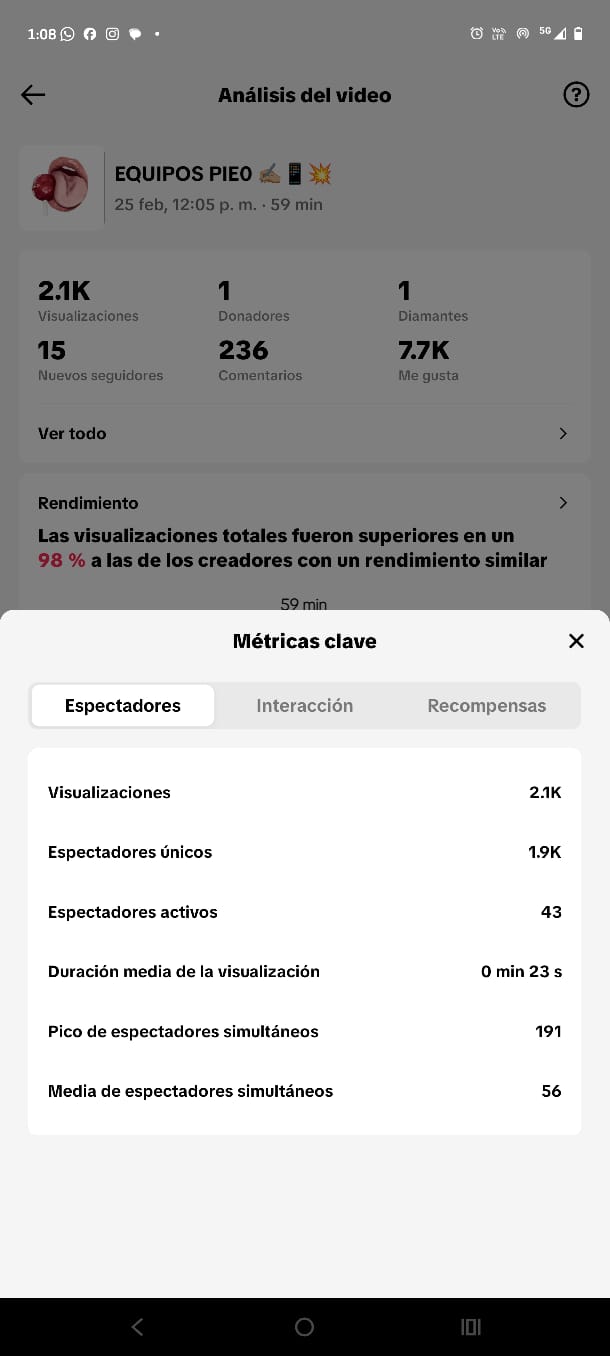 1:08
5G
Análisis del video
EQUIPOS PIE0 ✍🏼📱💥
25 feb, 12:05 p. m. · 59 min
2.1K 1 1
Visualizaciones Donadores Diamantes
15 236 7.7K
Nuevos seguidores Comentarios Me gusta
Ver todo
Rendimiento
Las visualizaciones totales fueron superiores en un
98 % a las de los creadores con un rendimiento similar
59 min
Métricas clave
Espectadores Interacción Recompensas
Visualizaciones 2.1K
Espectadores únicos 1.9K
Espectadores activos 43
Duración media de la visualización 0 min 23 s
Pico de espectadores simultáneos 191
Media de espectadores simultáneos 56